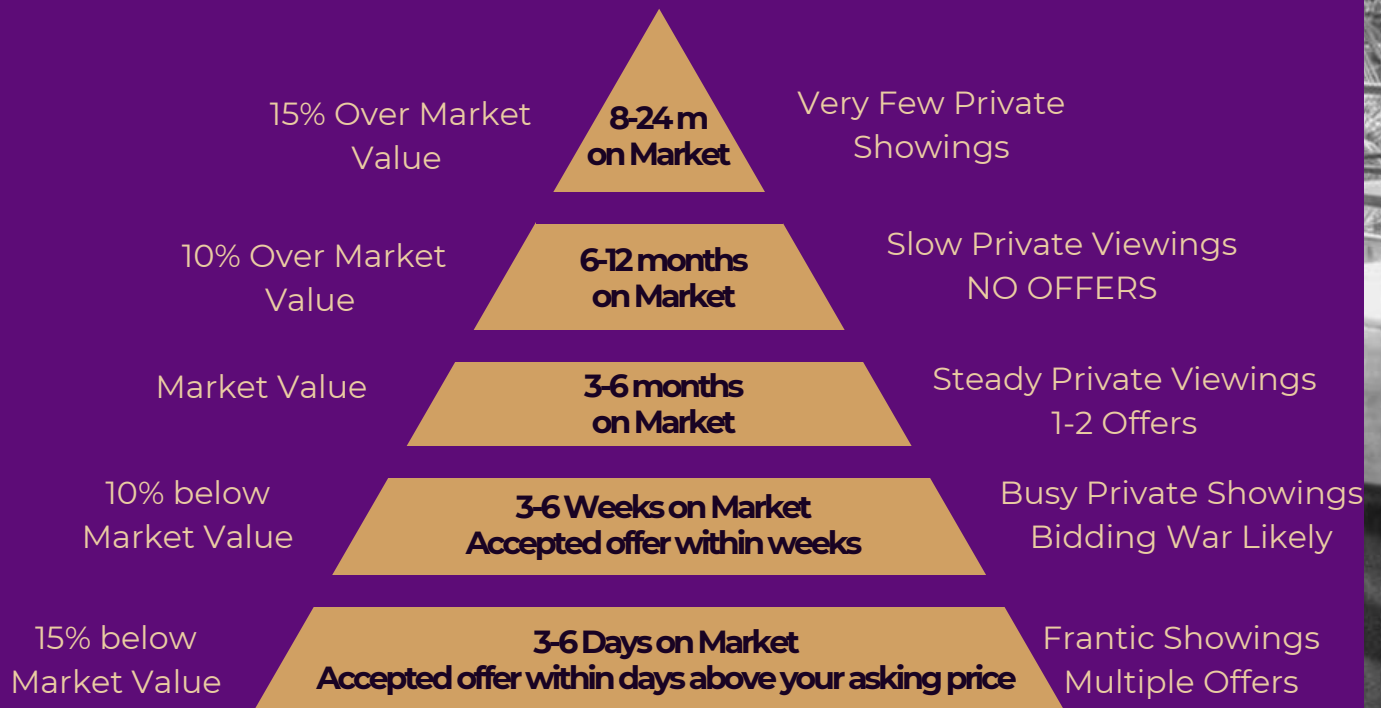 15% Over Market
Value
8-24 m
on Market
Very Few Private
Showings
10% Over Market
Value
6-12 months
on Market
Slow Private Viewings
NO OFFERS
Market Value
3-6 months
on Market
Steady Private Viewings
1-2 Offers
10% below
Market Value
3-6 Weeks on Market
Accepted offer within weeks
Busy Private Showings
Bidding War Likely
15% below
Market Value
3-6 Days on Market
Accepted offer within days above your asking price
Frantic Showings
Multiple Offers